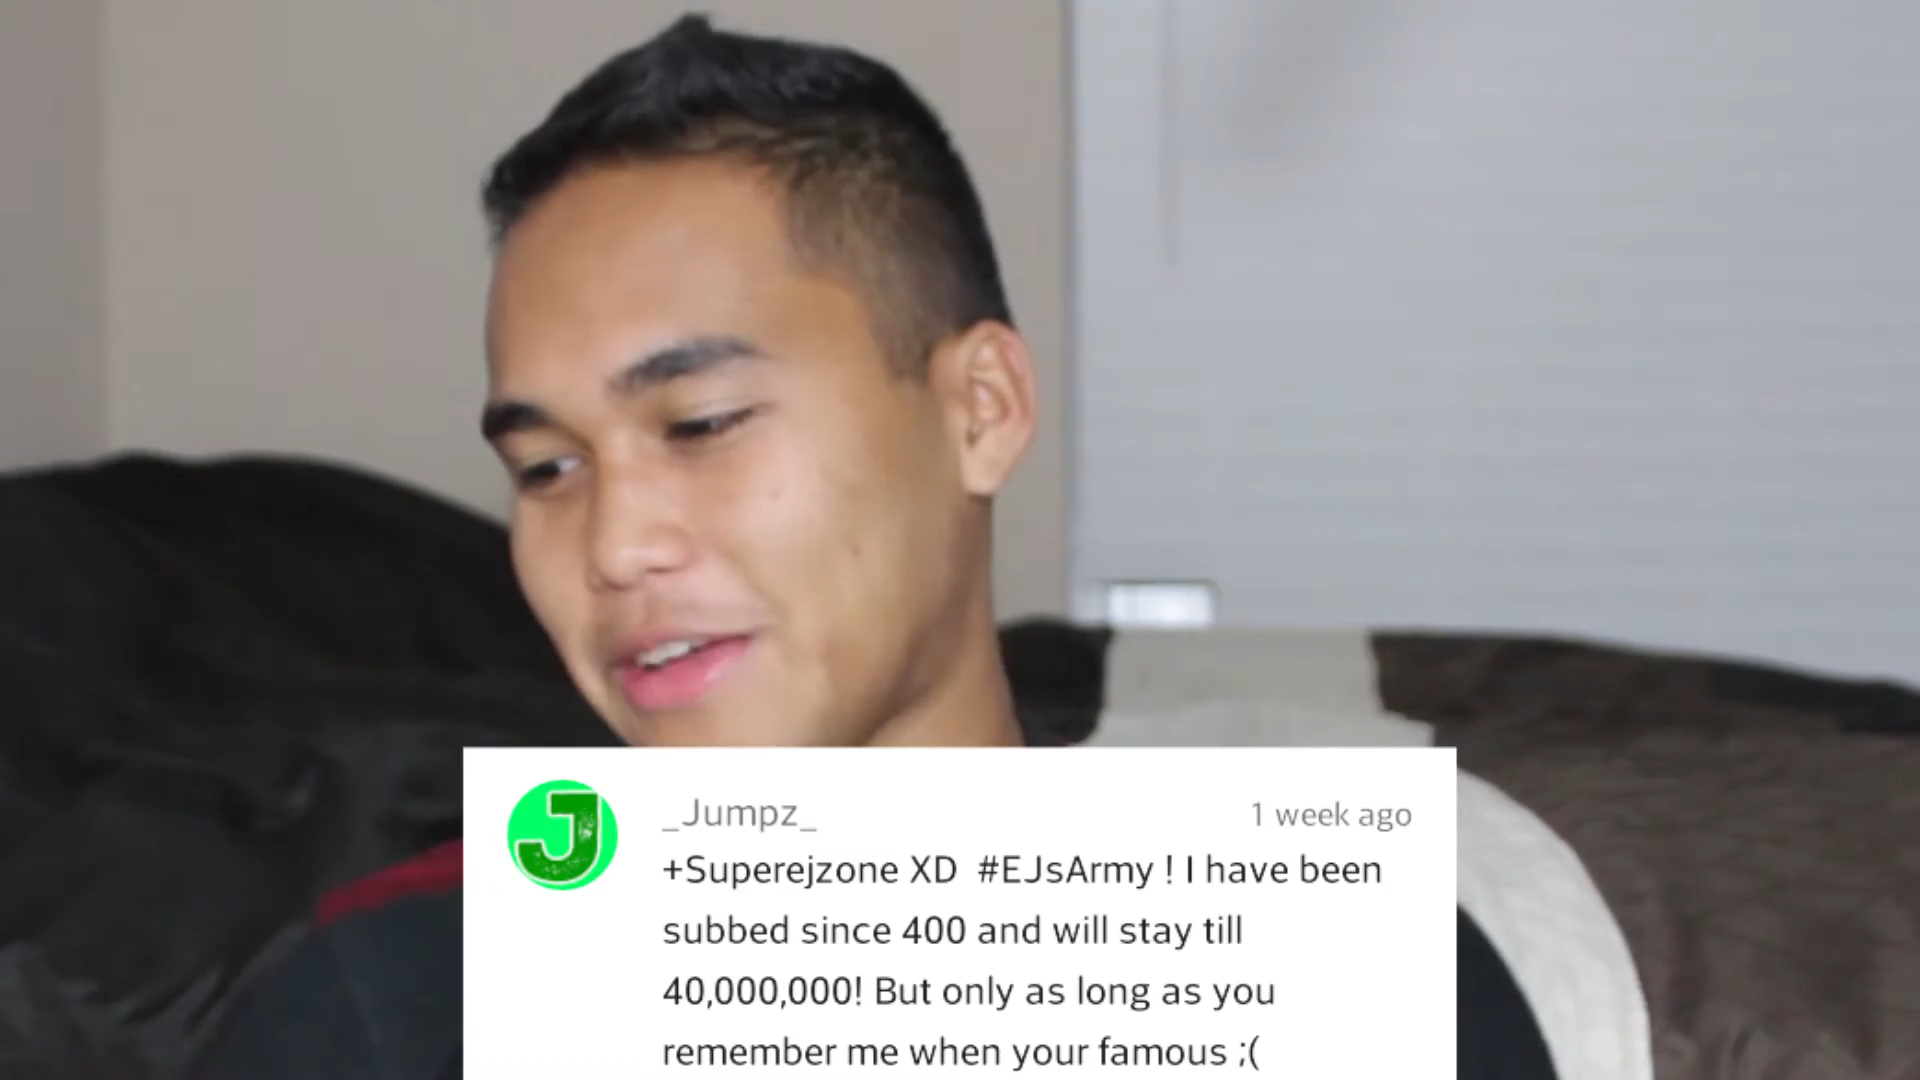 J
_Jumpz_ 1 week ago
+Superejzone XD #EJsArmy ! I have been
subbed since 400 and will stay till
40,000,000! But only as long as you
remember me when your famous ;(